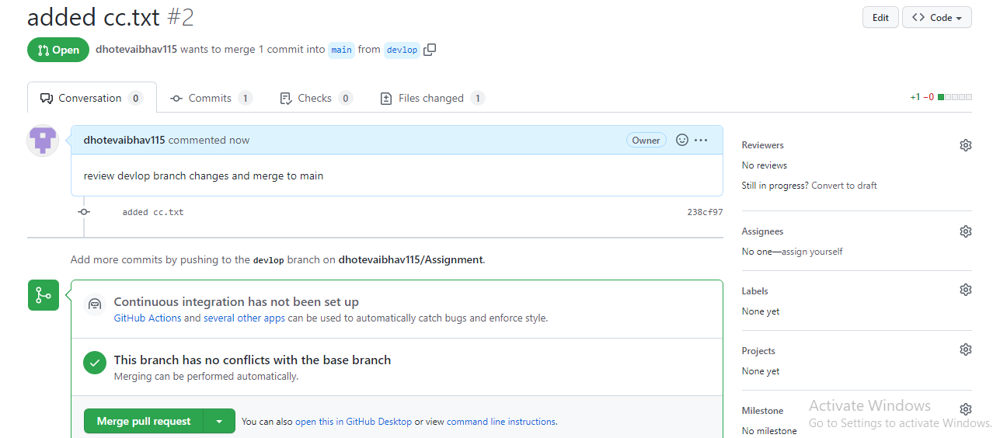 added cc.txt #2
Edit
<> Code
Open
dhotevaibhav115 wants to merge 1 commit into main from devlop
Conversation 0
Commits 1
Checks 0
Files changed 1
+1 −0
dhotevaibhav115 commented now
Owner
review devlop branch changes and merge to main
added cc.txt
238cf97
Add more commits by pushing to the devlop branch on dhotevaibhav115/Assignment.
Continuous integration has not been set up
GitHub Actions and several other apps can be used to automatically catch bugs and enforce style.
This branch has no conflicts with the base branch
Merging can be performed automatically.
Merge pull request
You can also open this in GitHub Desktop or view command line instructions.
Reviewers
No reviews
Still in progress? Convert to draft
Assignees
No one—assign yourself
Labels
None yet
Projects
None yet
Milestone
No milestone
Activate Windows
Go to Settings to activate Windows.